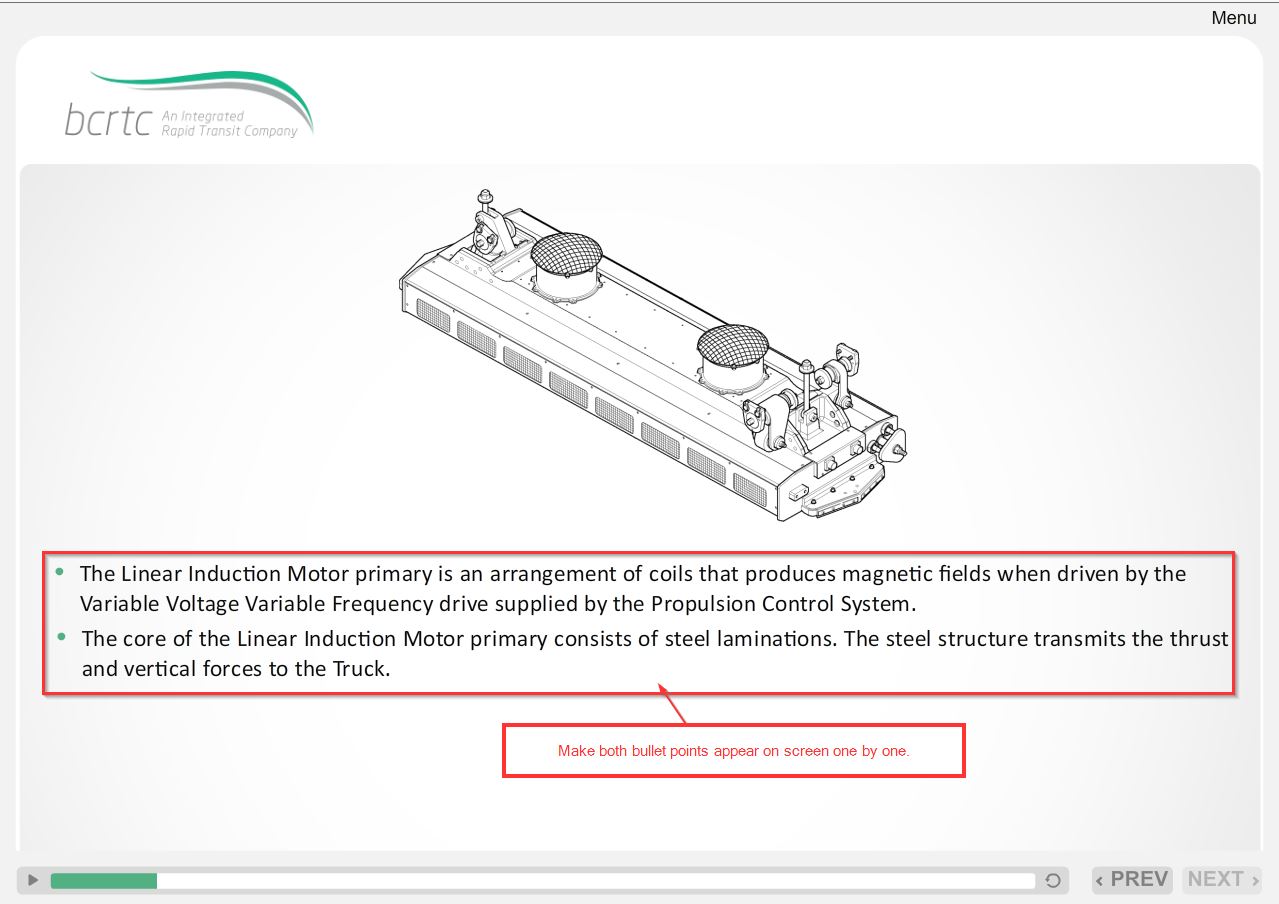 Menu
bcrtc An Integrated
Rapid Transit Company
• The Linear Induction Motor primary is an arrangement of coils that produces magnetic fields when driven by the
Variable Voltage Variable Frequency drive supplied by the Propulsion Control System.
• The core of the Linear Induction Motor primary consists of steel laminations. The steel structure transmits the thrust
and vertical forces to the Truck.
Make both bullet points appear on screen one by one.
‹ PREV NEXT ›